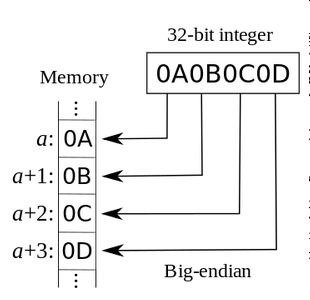 32-bit integer
0A0B0C0D
Memory
⋮
a: 0A
a+1: 0B
a+2: 0C
a+3: 0D
⋮
Big-endian